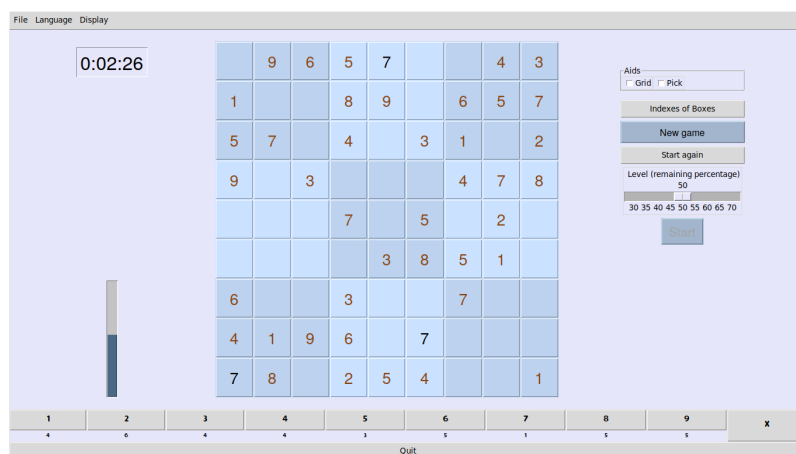 File Language Display
0:02:26
9 6 5 7 4 3
1 8 9 6 5 7
5 7 4 3 1 2
9 3 4 7 8
7 5 2
3 8 5 1
6 3 7
4 1 9 6 7
7 8 2 5 4 1
Aids
Grid Pick
Indexes of Boxes
New game
Start again
Level (remaining percentage)
50
30 35 40 45 50 55 60 65 70
Start
1 2 3 4 5 6 7 8 9 x
4 6 4 4 3 5 1 5 5
Quit